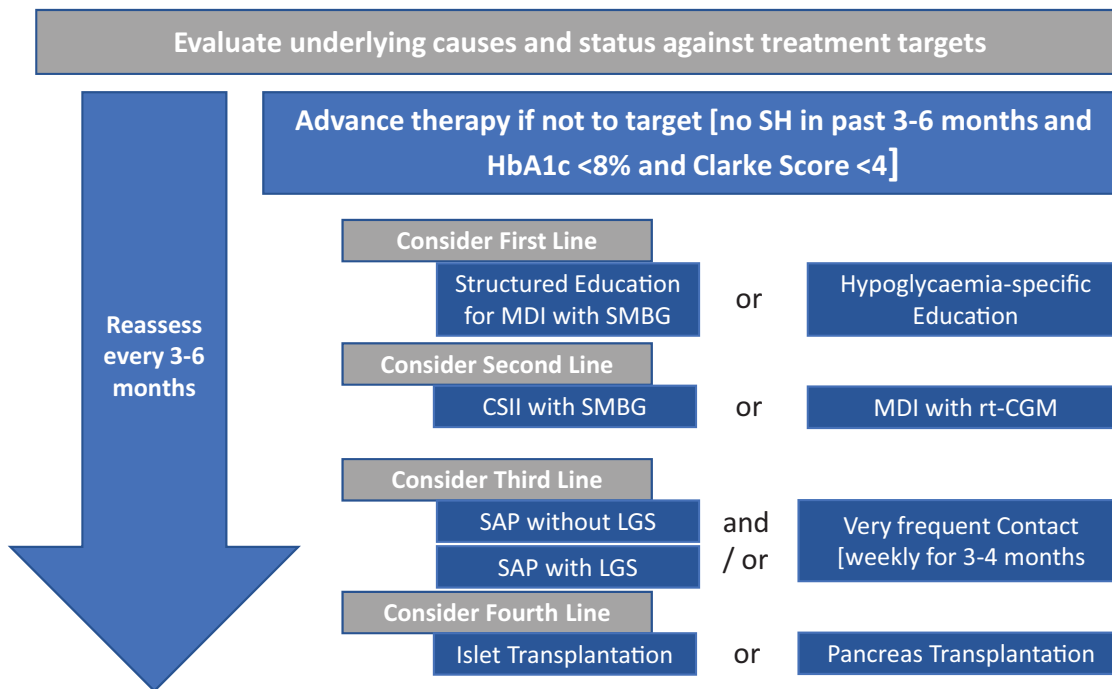 Evaluate underlying causes and status against treatment targets
Advance therapy if not to target [no SH in past 3-6 months and
HbA1c <8% and Clarke Score <4]
Reassess
every 3-6
months
Consider First Line
Structured Education
for MDI with SMBG
or
Hypoglycaemia-specific
Education
Consider Second Line
CSII with SMBG
or
MDI with rt-CGM
Consider Third Line
SAP without LGS
SAP with LGS
and
/ or
Very frequent Contact
[weekly for 3-4 months
Consider Fourth Line
Islet Transplantation
or
Pancreas Transplantation